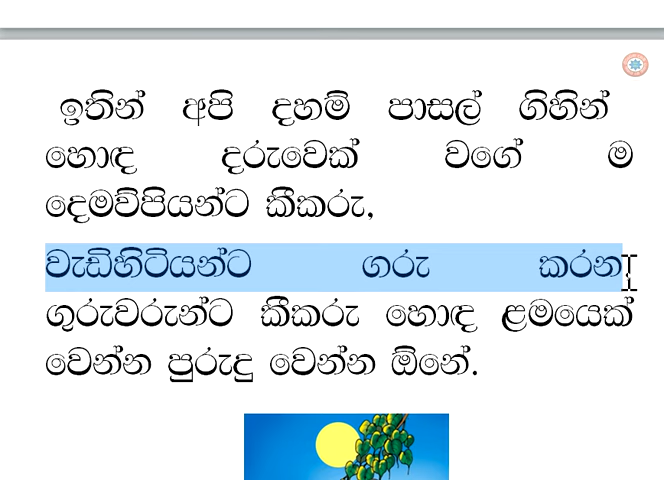 ඉතින් අපි දහම් පාසල් ගිහින්
හොඳ දරුවෙක් වගේ ම
දෙමව්පියන්ට කීකරු,
වැඩිහිටියන්ට ගරු කරන
ගුරුවරුන්ට කීකරු හොඳ ළමයෙක්
වෙන්න පුරුදු වෙන්න ඕනේ.